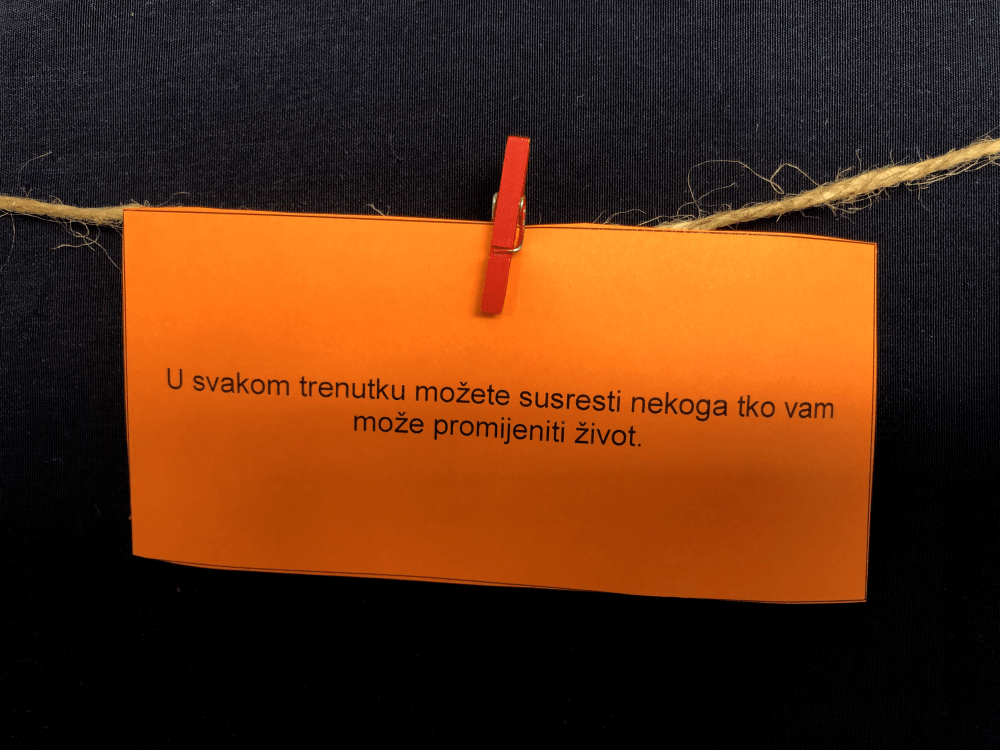 U svakom trenutku možete susresti nekoga tko vam
može promijeniti život.